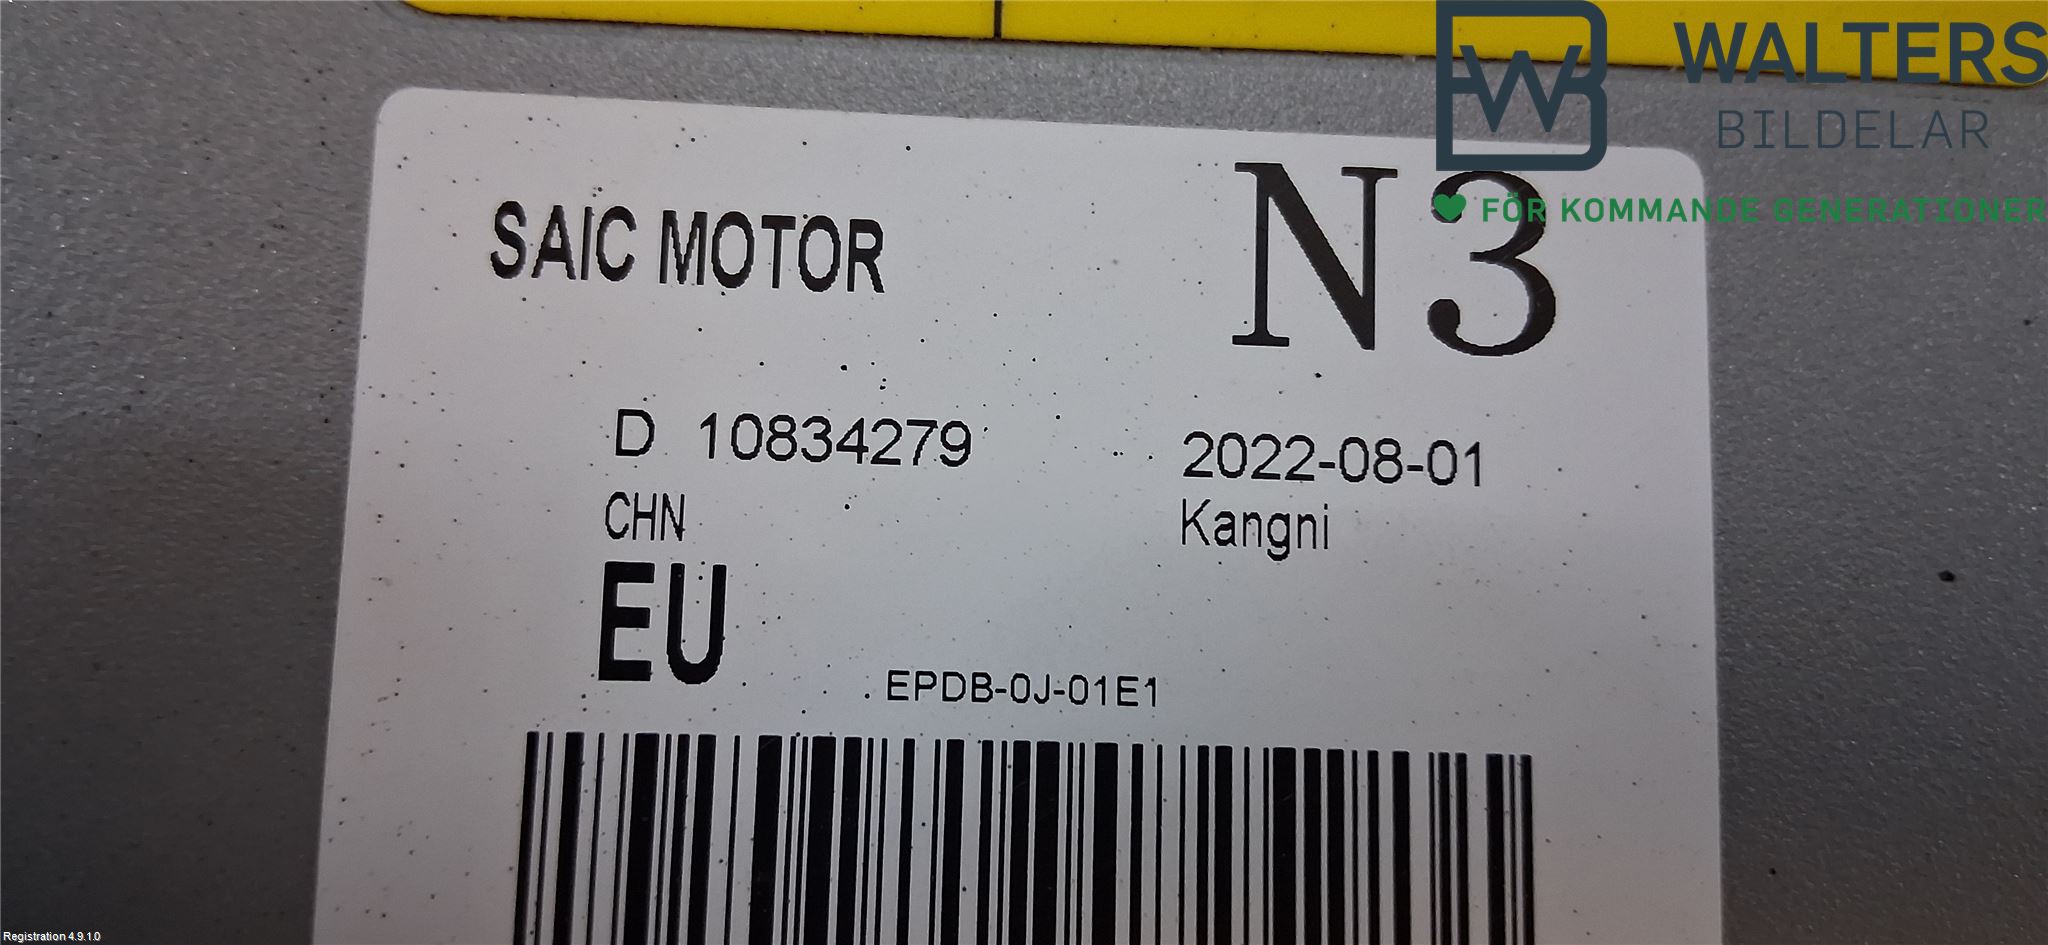 WALTERS
BILDELAR
FÖR KOMMANDE GENERATIONER
SAIC MOTOR
N3
D 10834279
2022-08-01
CHN
Kangni
EU
EPDB-0J-01E1
Registration 4.9.1.0